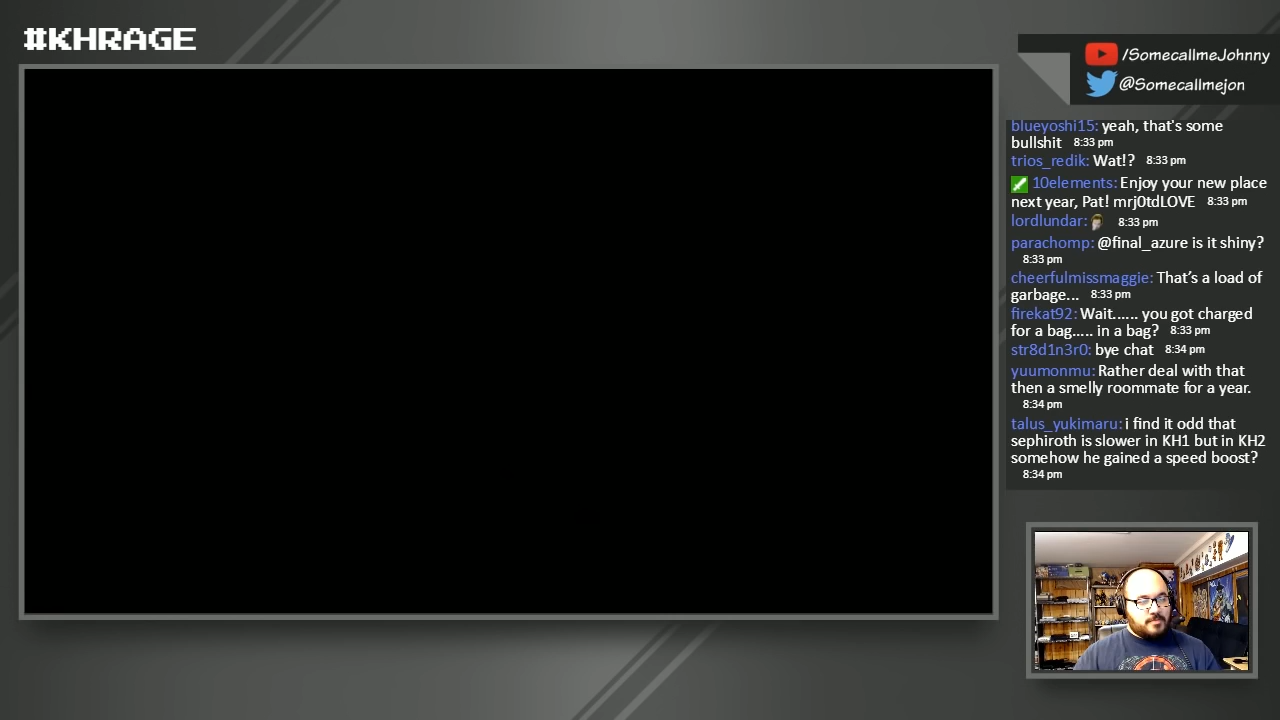 #KHRAGE
/SomecallmeJohnny
@Somecallmejon
blueyoshi15: yeah, that's some
bullshit 8:33 pm
trios_redik: Wat!? 8:33 pm
10elements: Enjoy your new place
next year, Pat! mrj0tdLOVE 8:33 pm
lordlundar: 8:33 pm
parachomp: @final_azure is it shiny?
8:33 pm
cheerfulmissmaggie: That's a load of
garbage... 8:33 pm
firekat92: Wait...... you got charged
for a bag..... in a bag? 8:33 pm
str8d1n3r0: bye chat 8:34 pm
yuumonmu: Rather deal with that
then a smelly roommate for a year.
8:34 pm
talus_yukimaru: i find it odd that
sephiroth is slower in KH1 but in KH2
somehow he gained a speed boost?
8:34 pm